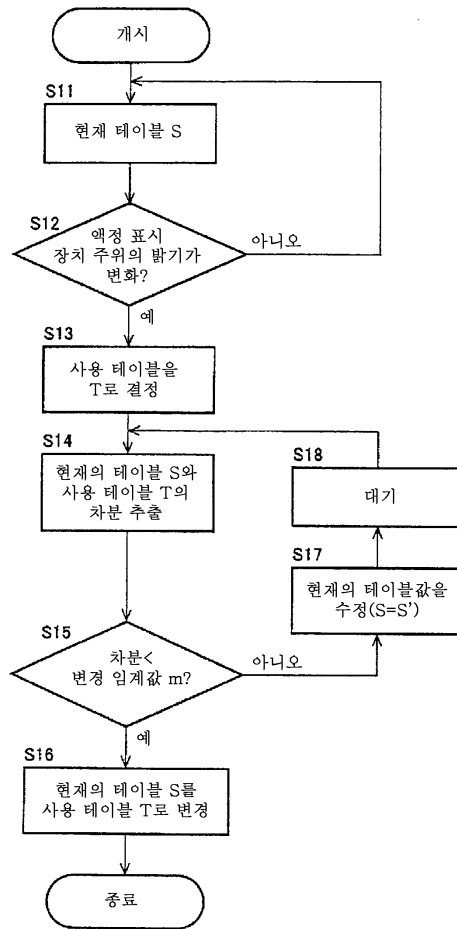 개시
S11
현재 테이블 S
S12
액정 표시
장치 주위의 밝기가
변화?
아니오
예
S13
사용 테이블을
T로 결정
S14
현재의 테이블 S와
사용 테이블 T의
차분 추출
S18
대기
S17
현재의 테이블값을
수정(S=S')
S15
차분<
변경 임계값 m?
아니오
예
S16
현재의 테이블 S를
사용 테이블 T로 변경
종료